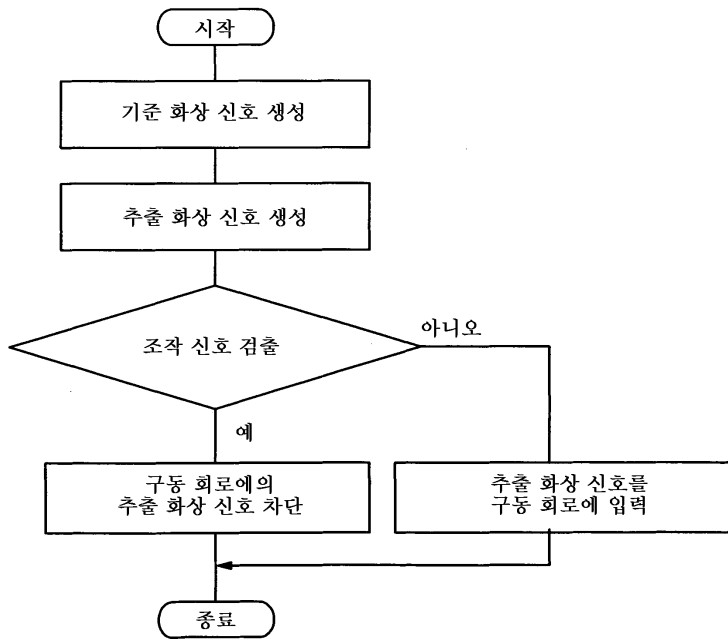 시작
기준 화상 신호 생성
추출 화상 신호 생성
조작 신호 검출
아니오
예
구동 회로에의
추출 화상 신호 차단
추출 화상 신호를
구동 회로에 입력
종료